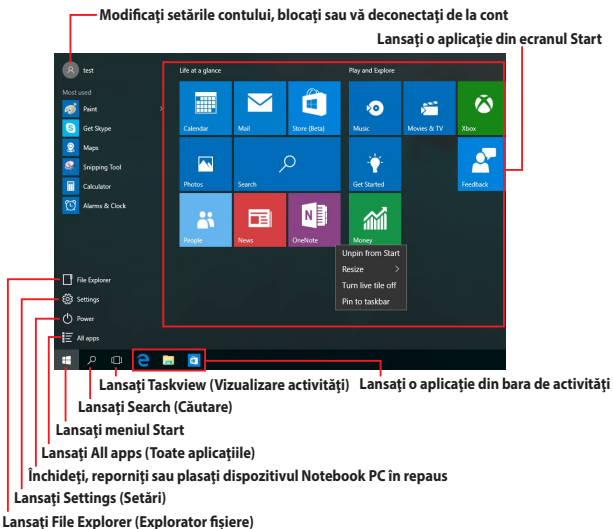 Modificați setările contului, blocați sau vă deconectați de la cont
Lansați o aplicație din ecranul Start
test
Life at a glance
Play and Explore
Most used
Paint
Get Skype
Maps
Snipping Tool
Calculator
Alarms & Clock
Calendar
Mail
Store (Beta)
Music
Movies & TV
Xbox
Photos
Search
Get Started
Feedback
People
News
OneNote
Money
Unpin from Start
Resize
Turn live tile off
Pin to taskbar
File Explorer
Settings
Power
All apps
Lansați Taskview (Vizualizare activități)
Lansați o aplicație din bara de activități
Lansați Search (Căutare)
Lansați meniul Start
Lansați All apps (Toate aplicațiile)
Închideți, reporniți sau plasați dispozitivul Notebook PC în repaus
Lansați Settings (Setări)
Lansați File Explorer (Explorator fișiere)